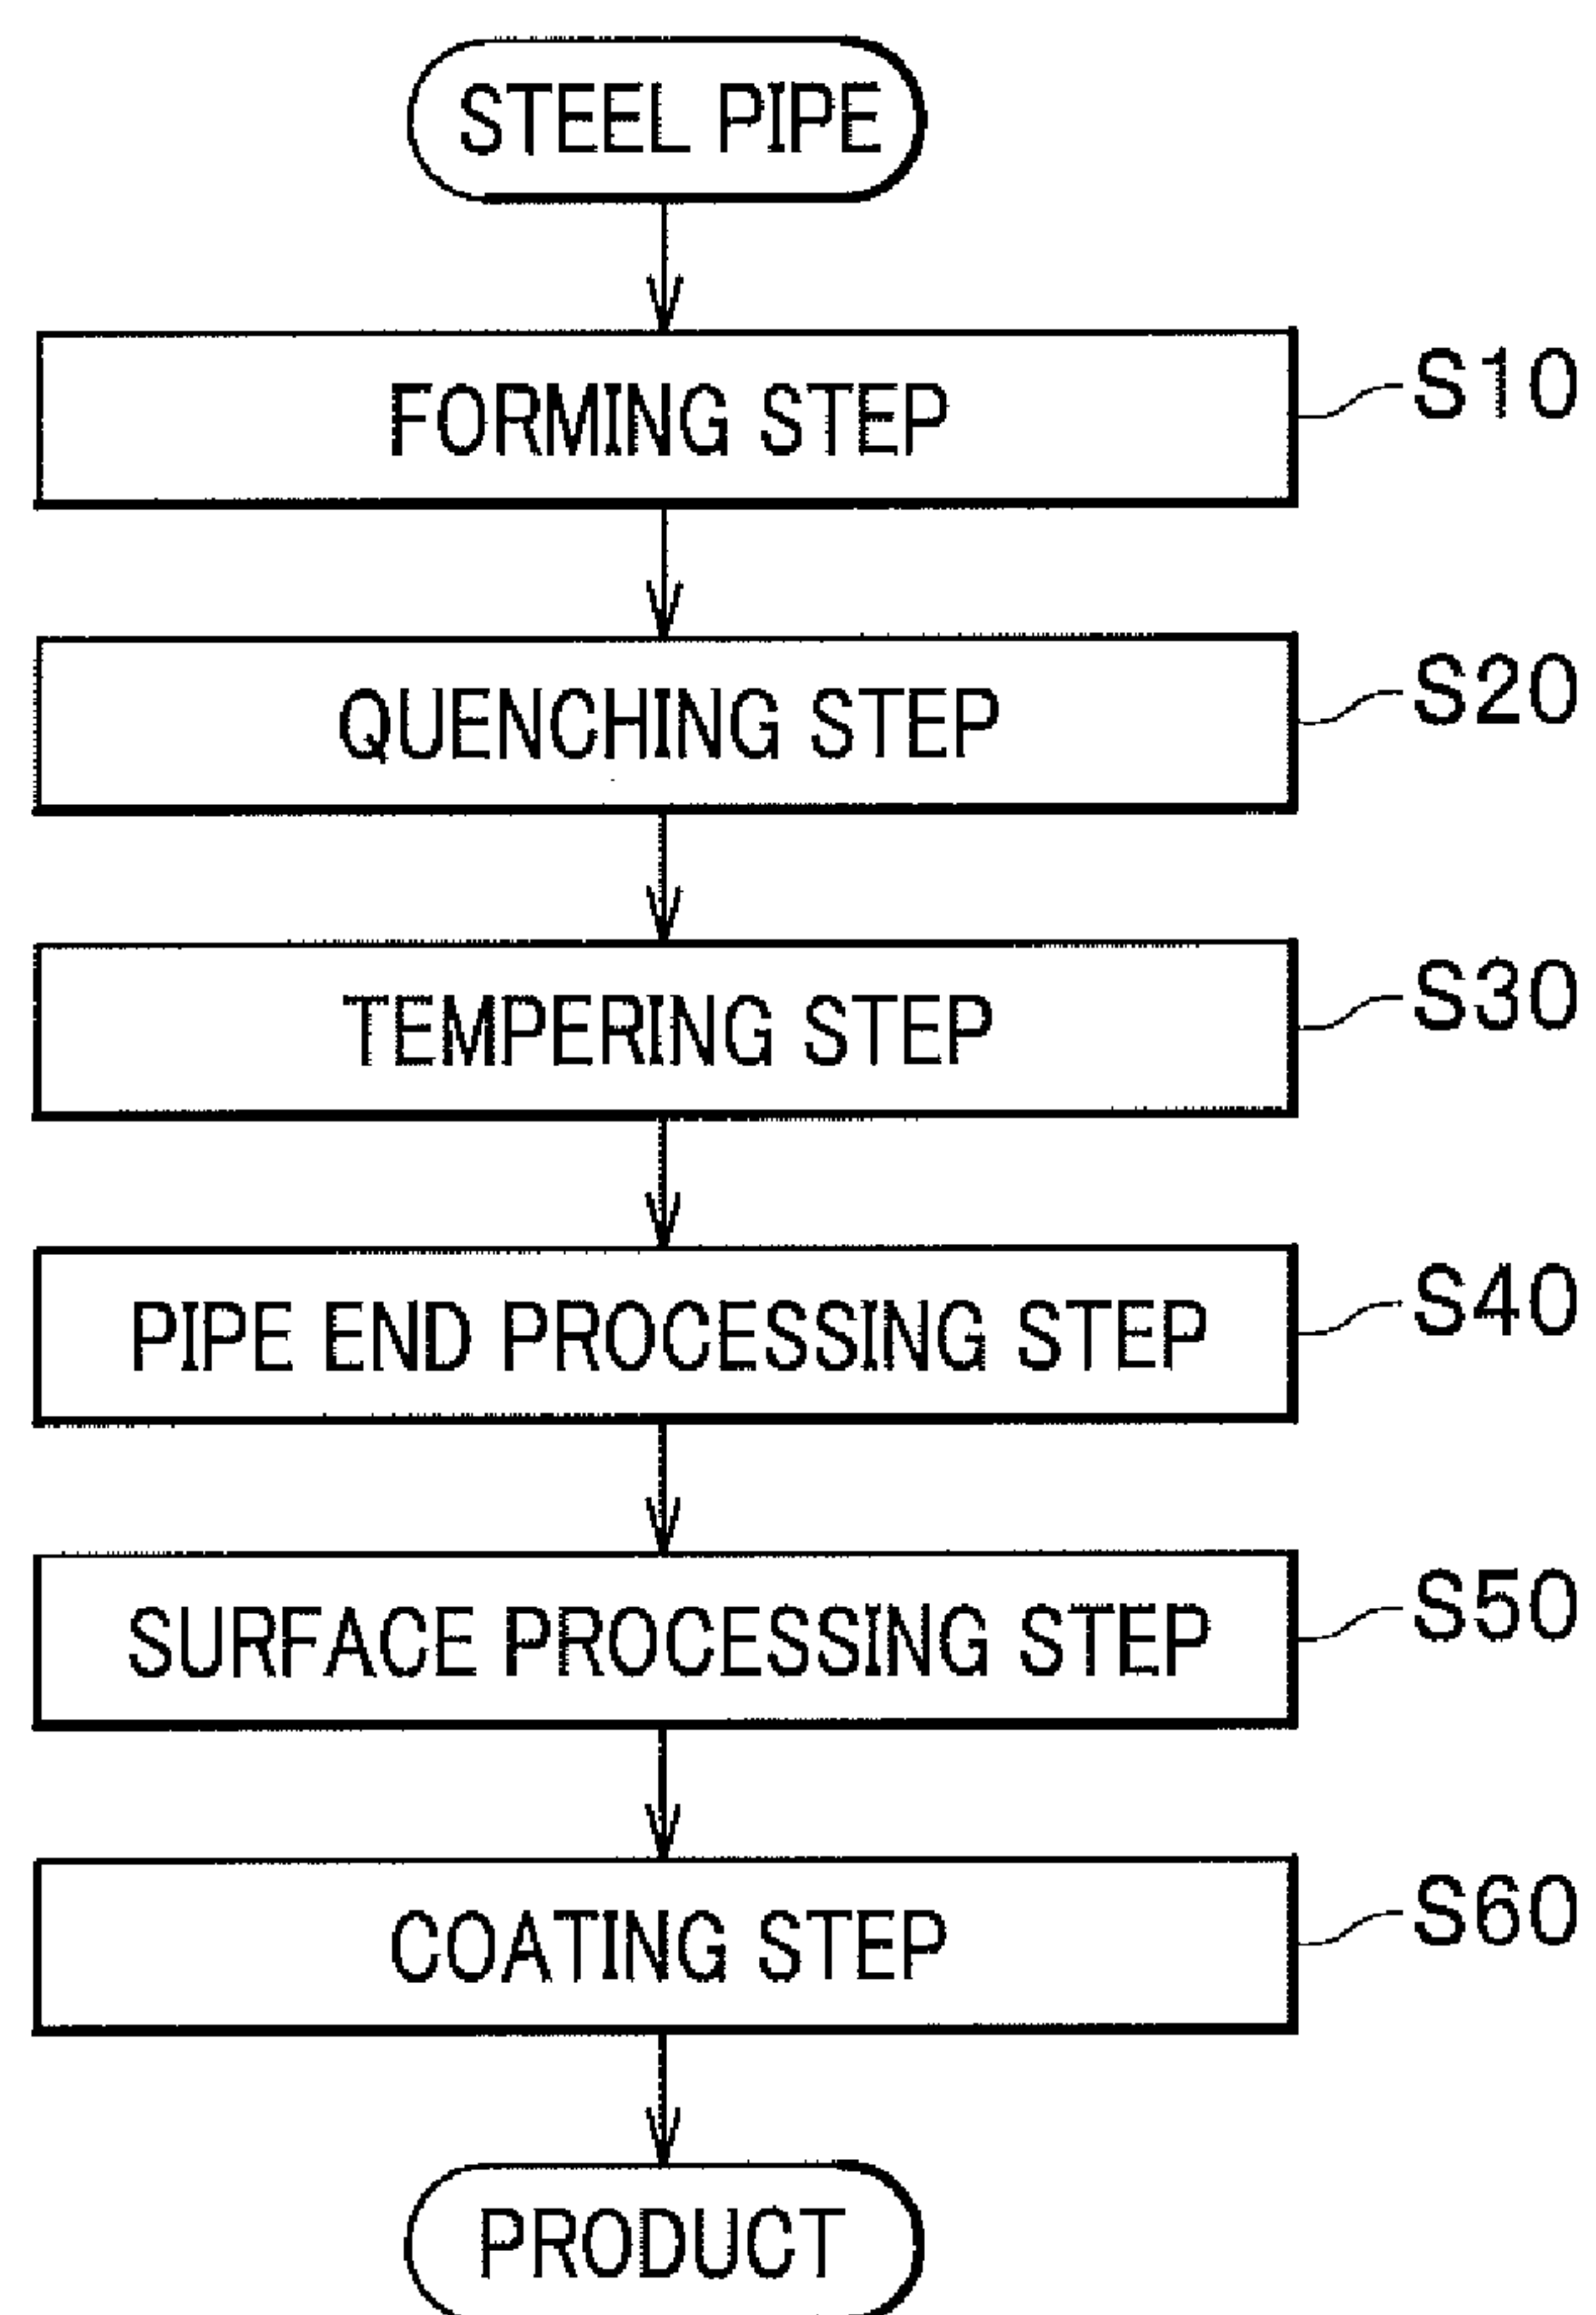 STEEL PIPE
FORMING STEP S10
QUENCHING STEP S20
TEMPERING STEP S30
PIPE END PROCESSING STEP S40
SURFACE PROCESSING STEP S50
COATING STEP S60
PRODUCT